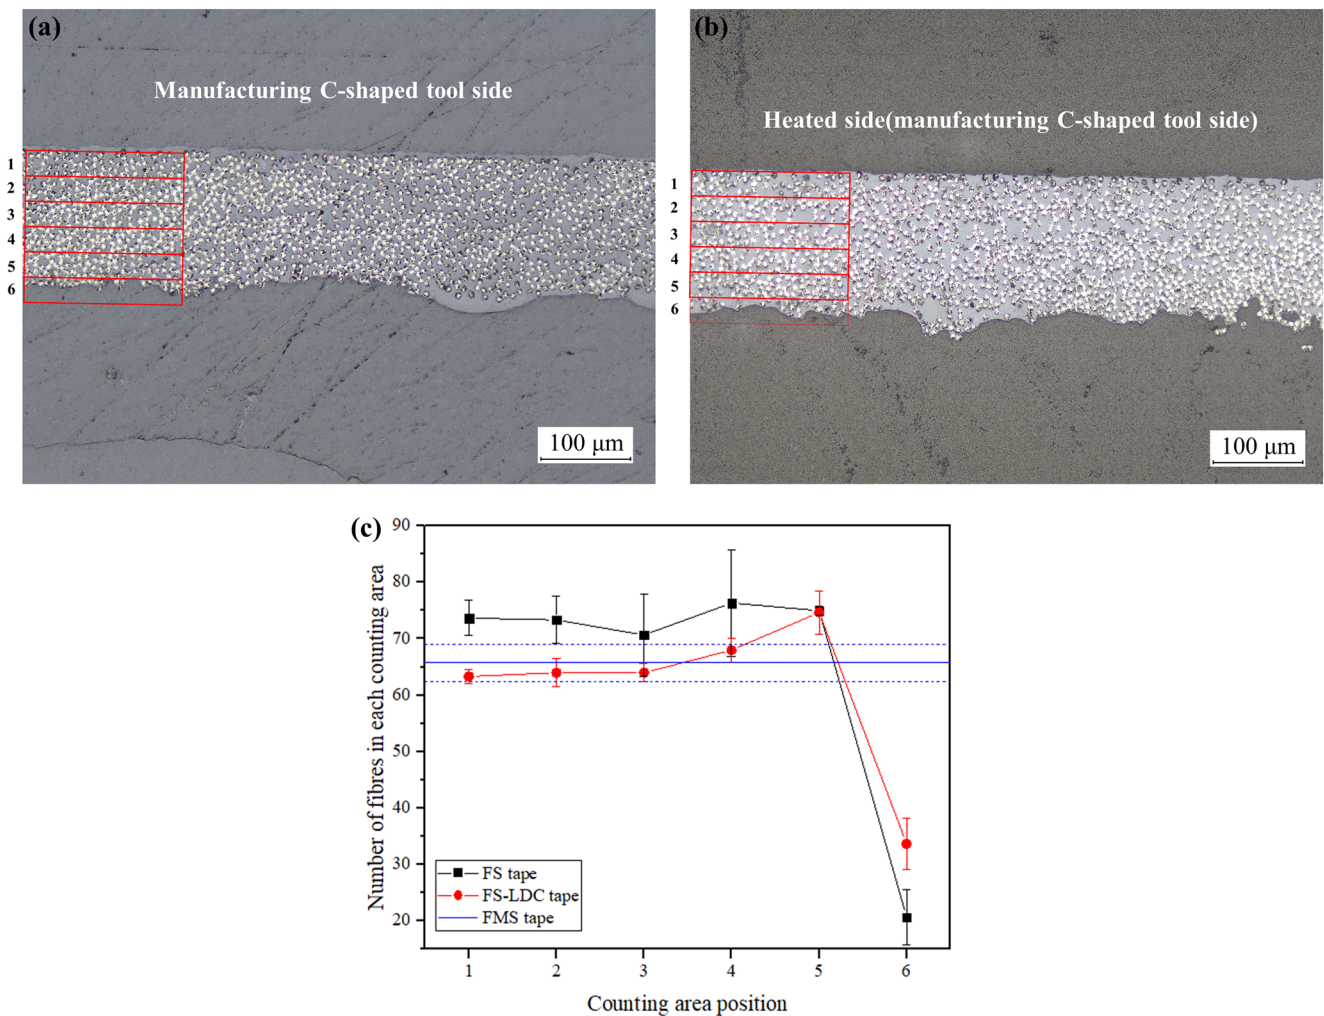 (a)
Manufacturing C-shaped tool side
1
2
3
4
5
6
100 μm
(b)
Heated side(manufacturing C-shaped tool side)
1
2
3
4
5
6
100 μm
(c)
Number of fibres in each counting area
90
80
70
60
50
40
30
20
FS tape
FS-LDC tape
FMS tape
1
2
3
4
5
6
Counting area position